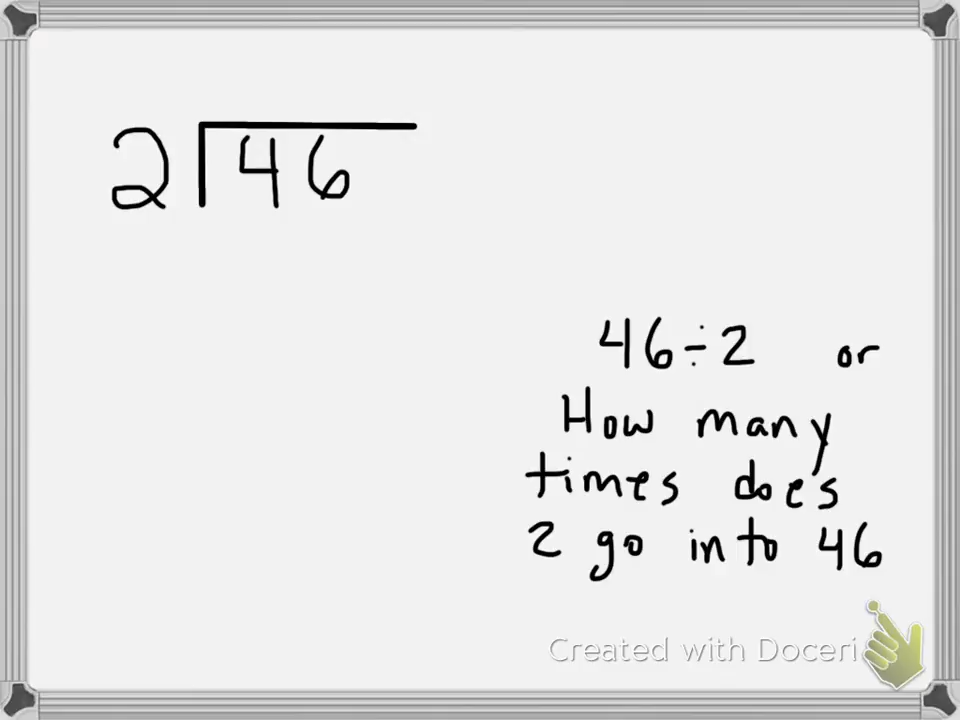 2 46
46÷2 or
How many
times does
2 go into 46
Created with Doceri